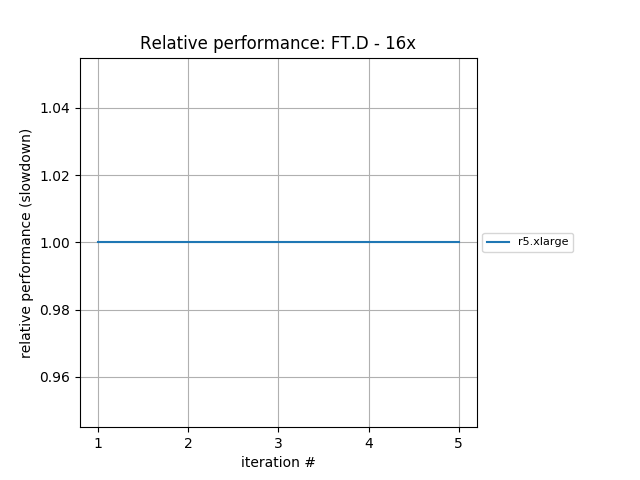 Relative performance: FT.D - 16x
relative performance (slowdown)
1.04
1.02
1.00
0.98
0.96
r5.xlarge
1 2 3 4 5
iteration #